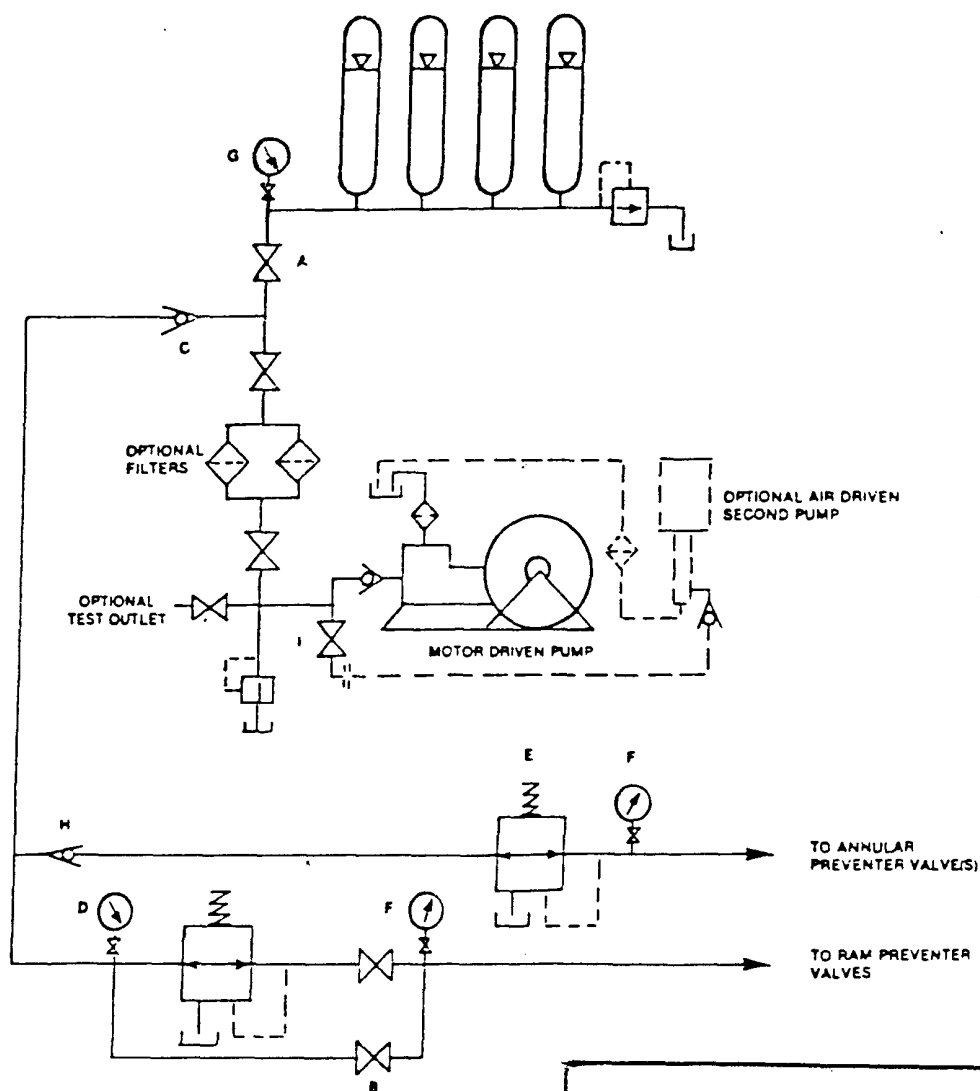 G
A
C
OPTIONAL
FILTERS
OPTIONAL AIR DRIVEN
SECOND PUMP
OPTIONAL
TEST OUTLET
I
MOTOR DRIVEN PUMP
E
F
H
TO ANNULAR
PREVENTER VALVE(S)
D
F
TO RAM PREVENTER
VALVES
B